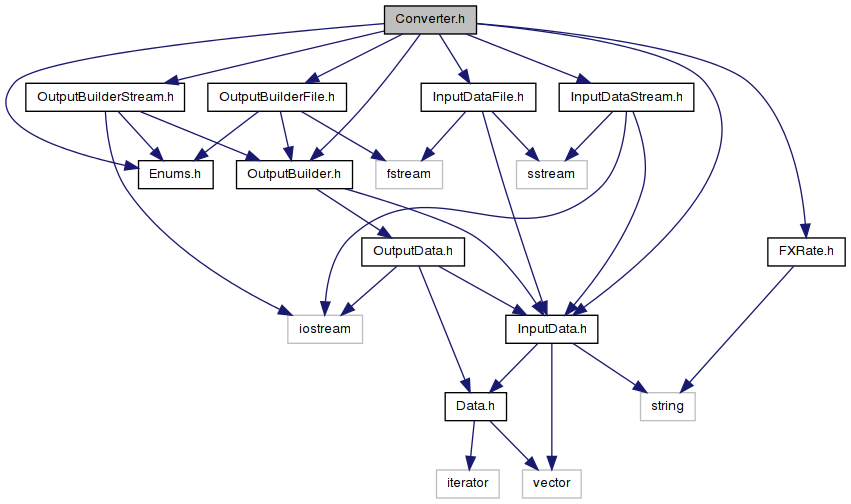 Converter.h
OutputBuilderStream.h
OutputBuilderFile.h
InputDataFile.h
InputDataStream.h
Enums.h
OutputBuilder.h
fstream
sstream
OutputData.h
FXRate.h
iostream
InputData.h
Data.h
string
iterator
vector